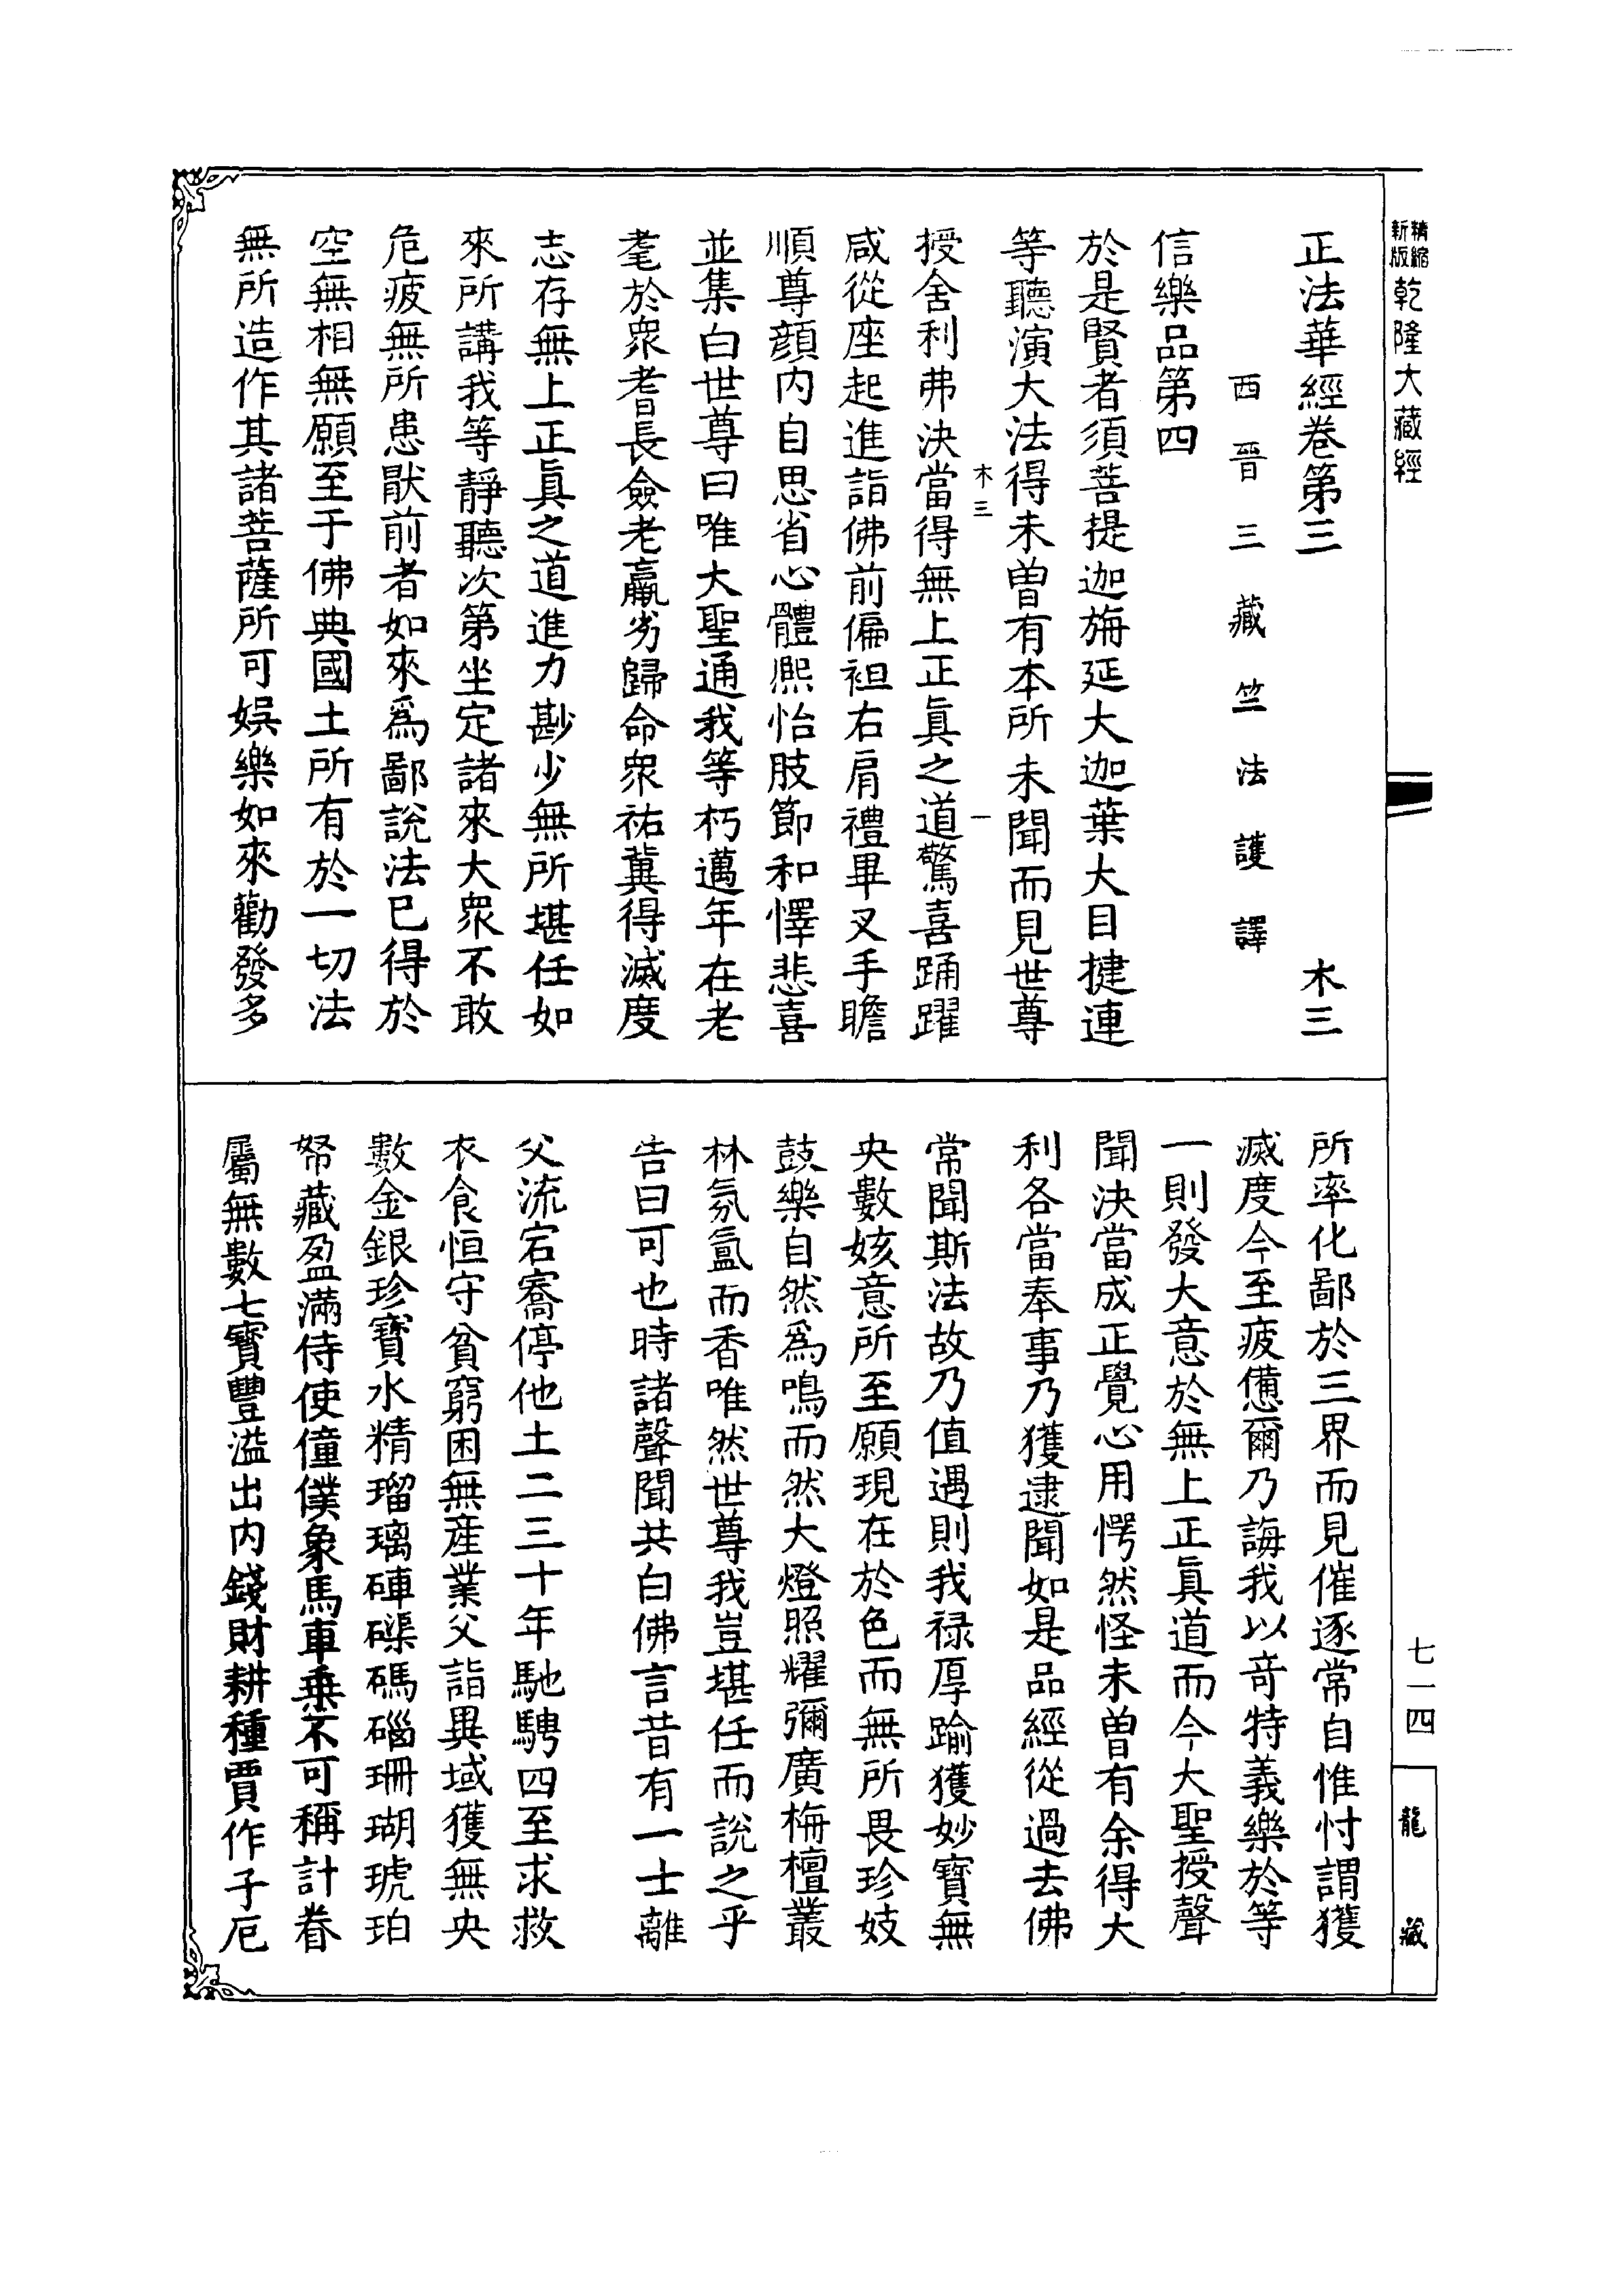 精縮新版乾隆大藏經
正法華經卷第三 木三
西晉三藏竺法護譯
信樂品第四
於是賢者須菩提迦旃延大迦葉大目揵連
等聽演大法得未曾有本所未聞而見世尊
木三 一
授舍利弗決當得無上正眞之道驚喜踊躍
咸從座起進詣佛前偏袒右肩禮畢叉手瞻
順尊顔内自思省心體熈怡肢節和懌悲喜
並集白世尊曰唯大聖通我等朽邁年在老
耄於衆耆長僉老羸劣歸命衆祐冀得滅度
志存無上正眞之道進力尠少無所堪任如
來所講我等靜聽次第坐定諸來大衆不敢
危疲無所患猒前者如來爲鄙說法已得於
空無相無願至于佛典國土所有於一切法
無所造作其諸菩薩所可娯樂如來勸發多
所率化鄙於三界而見催逐常自惟忖謂獲
滅度今至疲憊爾乃誨我以竒特義樂於等
一則發大意於無上正眞道而今大聖授聲
聞決當成正覺心用愕然怪未曾有余得大
利各當奉事乃獲逮聞如是品經從過去佛
常聞斯法故乃值遇則我禄厚踰獲妙寶無
央數姟意所至願現在於色而無所畏珍妓
鼓樂自然爲鳴而然大燈照耀彌廣栴檀叢
林氛氲而香唯然世尊我豈堪任而說之乎
告曰可也時諸聲聞共白佛言昔有一士離
父流宕寠停他土二三十年馳騁四至求救
衣食恒守貧窮困無產業父詣異域獲無央
數金銀珍寶水精瑠璃硨磲碼碯珊瑚琥珀
帑藏盈滿侍使僮僕象馬車乗不可稱計眷
屬無數七寶豐溢出内錢財耕種賈作子厄
七一四
龍藏